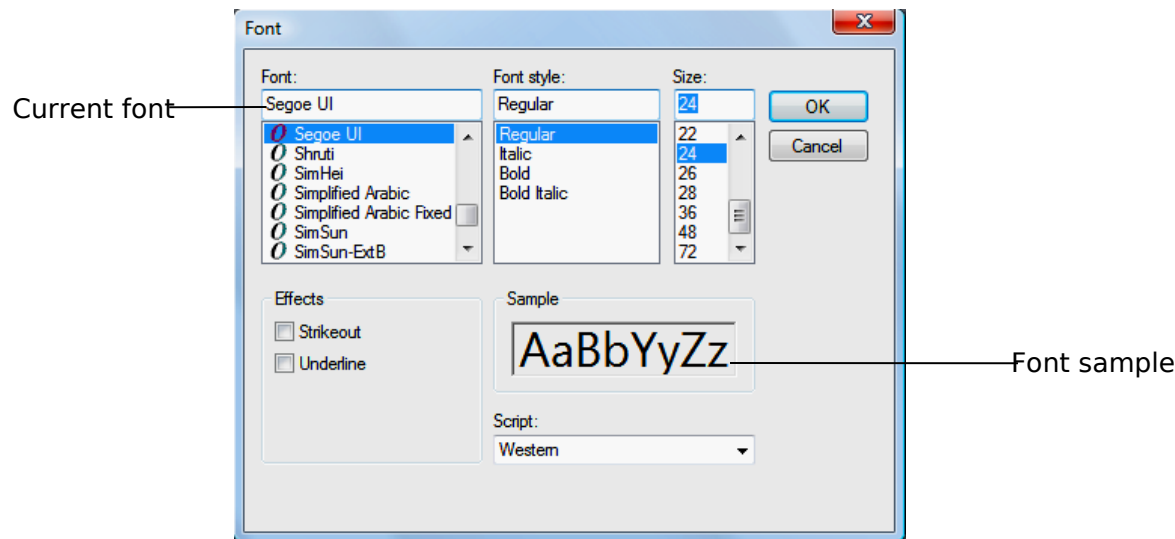 Font
Font:
Font style:
Size:
Current font
Segoe UI
Regular
24
OK
Cancel
Segoe UI
Shruti
SimHei
Simplified Arabic
Simplified Arabic Fixed
SimSun
SimSun-ExtB
Regular
Italic
Bold
Bold Italic
22
24
26
28
36
48
72
Effects
Strikeout
Underline
Sample
AaBbYyZz
Font sample
Script:
Western